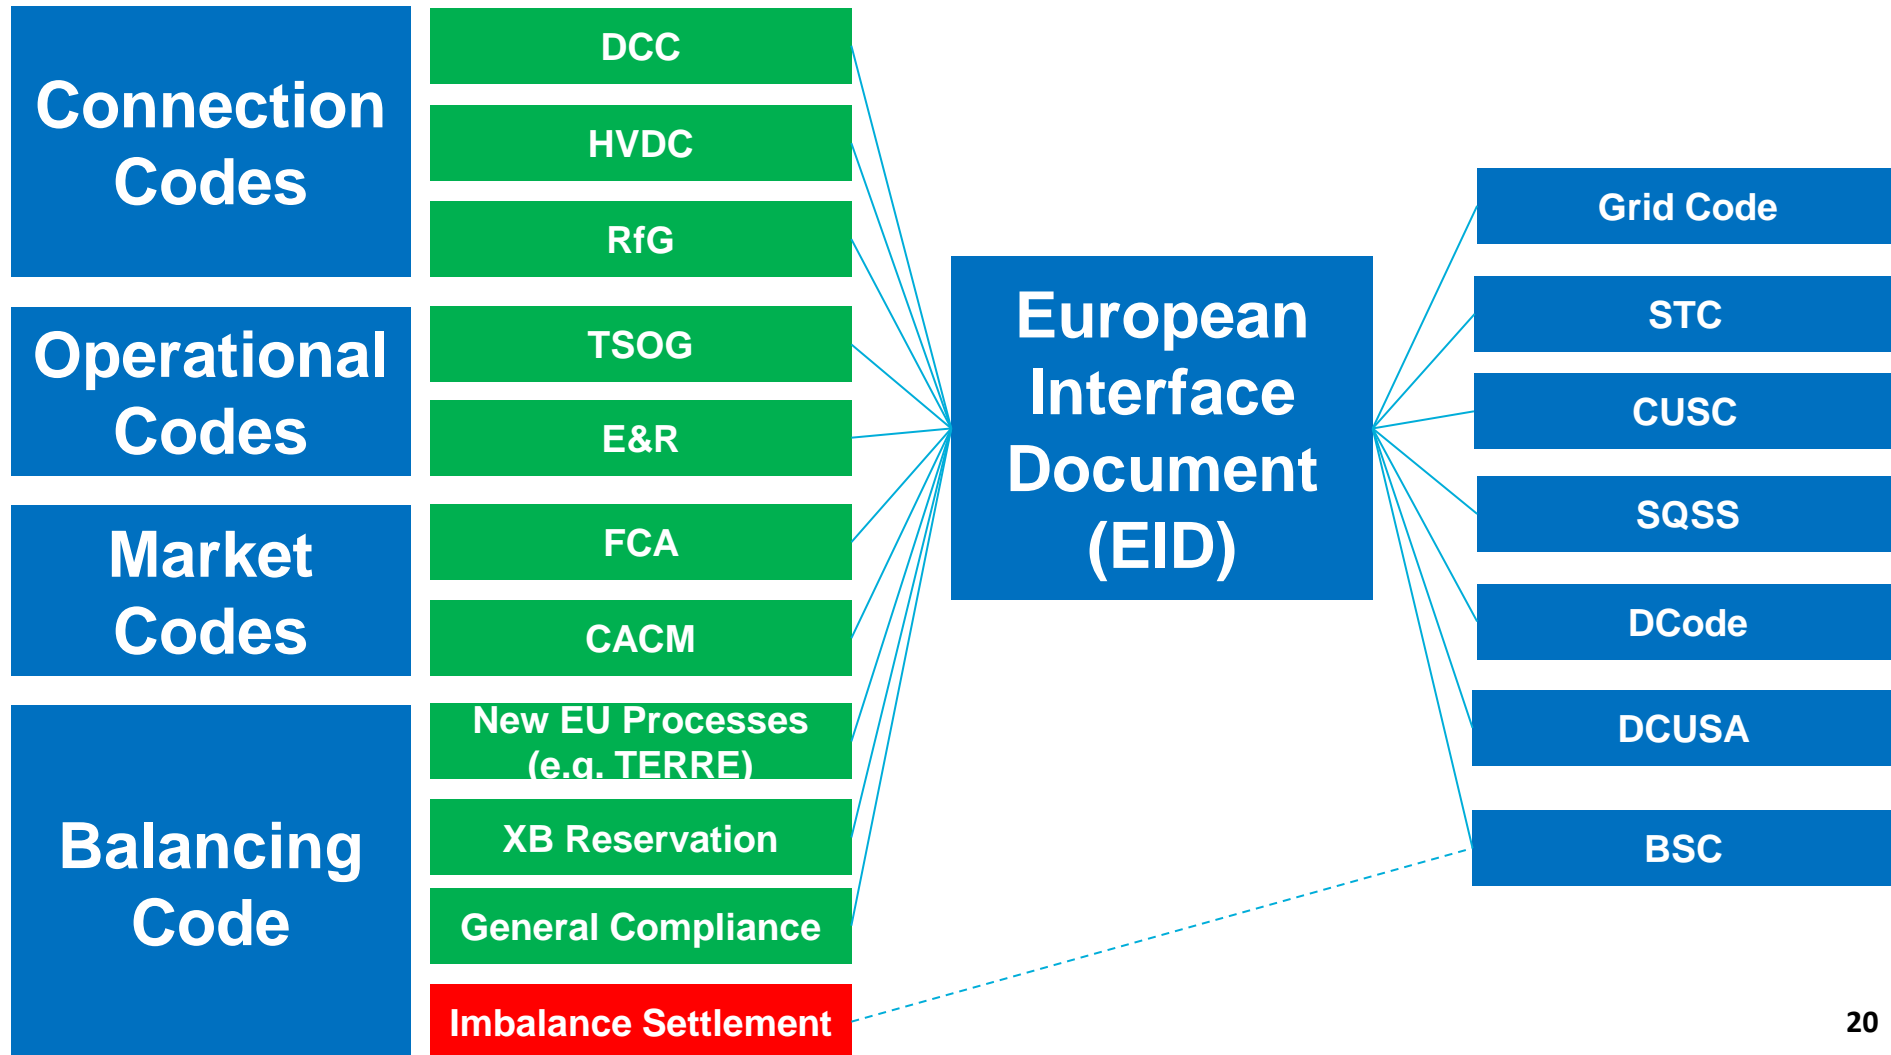 Connection
Codes
DCC
HVDC
RfG
Operational
Codes
TSOG
E&R
Market
Codes
FCA
CACM
Balancing
Code
New EU Processes
(e.g. TERRE)
XB Reservation
General Compliance
Imbalance Settlement
European
Interface
Document
(EID)
Grid Code
STC
CUSC
SQSS
DCode
DCUSA
BSC
20